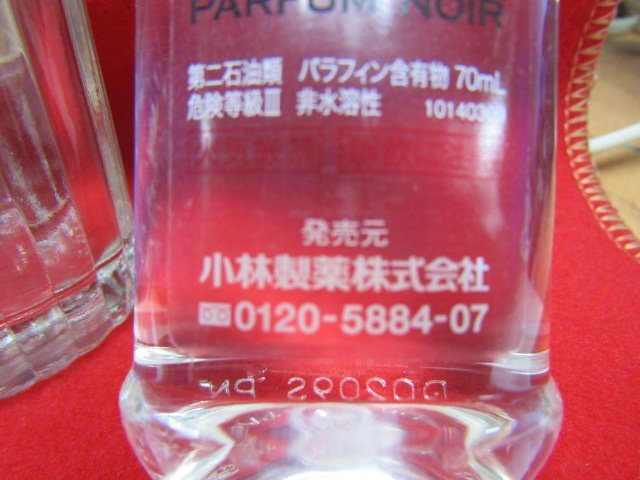 PARFUM NOIR
第二石油類 パラフィン含有物 70mL
危険等級Ⅲ 非水溶性
発売元
小林製薬株式会社
0120-5884-07